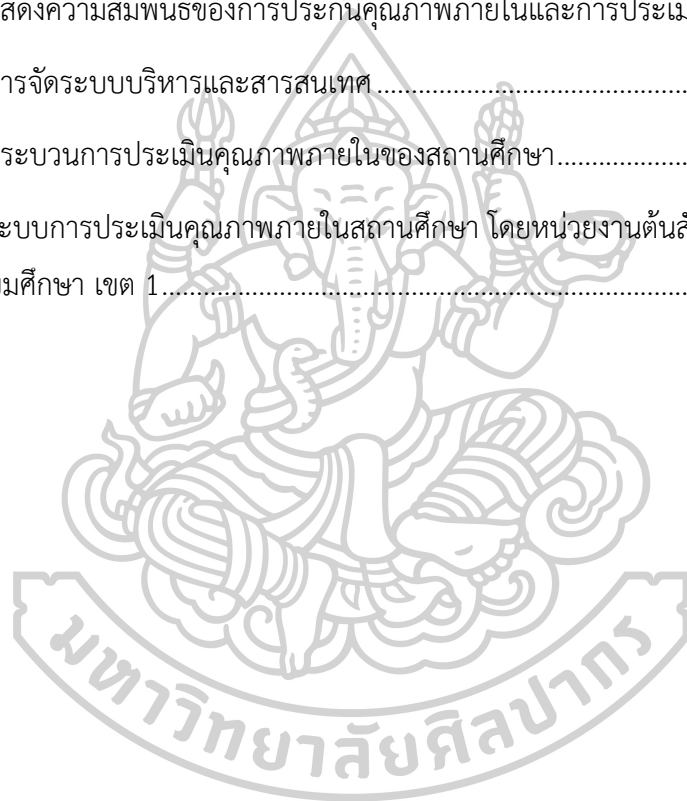 สดงความสัมพันธ์ของการประกันคุณภาพภายในและการประเมิ
ารจัดระบบบริหารและสารสนเทศ.......................................................
ระบวนการประเมินคุณภาพภายในของสถานศึกษา.......................
ะบบการประเมินคุณภาพภายในสถานศึกษา โดยหน่วยงานต้นสั
ยมศึกษา เขต 1.....................................................................................
มหาวิทยาลัยศิลปากร